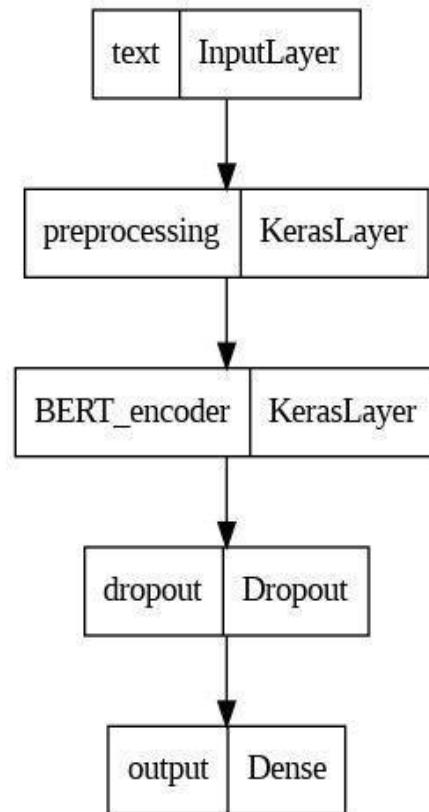 text InputLayer
preprocessing KerasLayer
BERT_encoder KerasLayer
dropout Dropout
output Dense